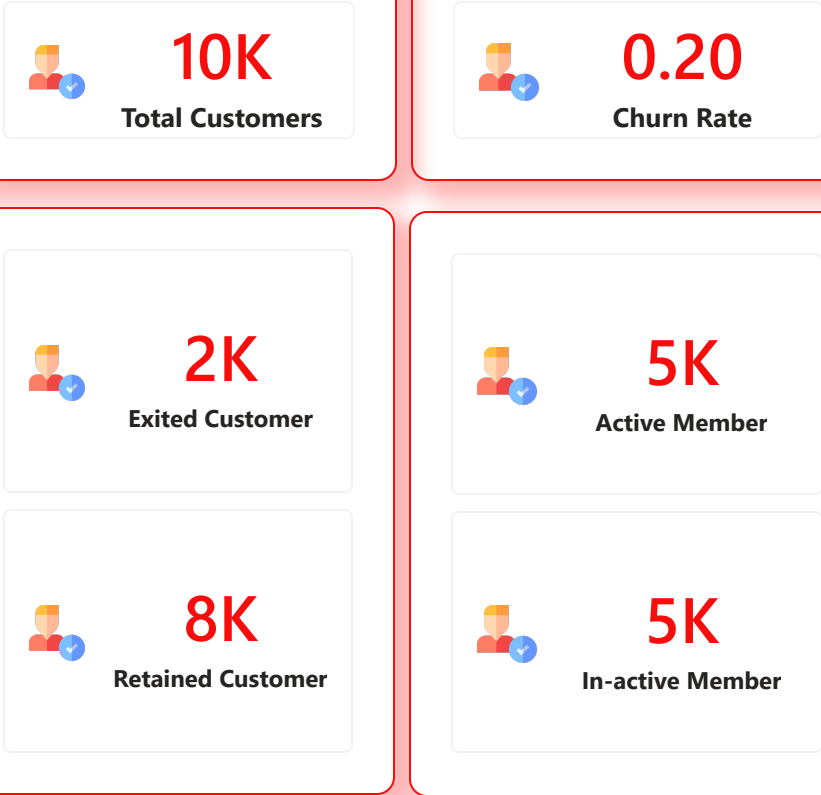 10K
Total Customers
0.20
Churn Rate
2K
Exited Customer
8K
Retained Customer
5K
Active Member
5K
In-active Member